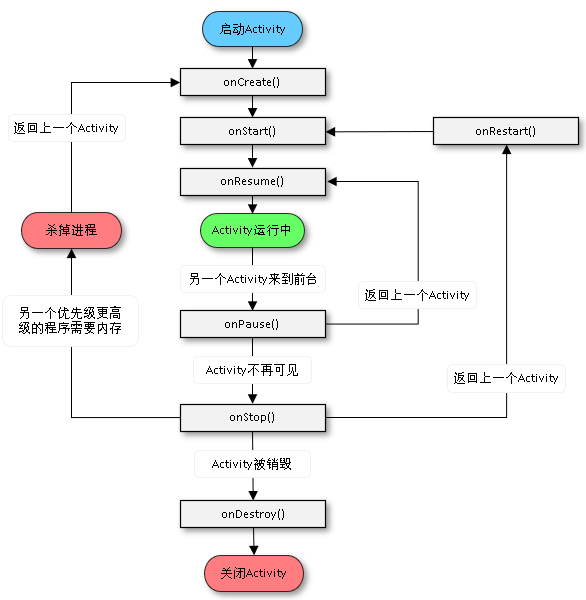 启动Activity
onCreate()
返回上一个Activity
onStart()
onRestart()
onResume()
杀掉进程
Activity运行中
另一个Activity来到前台
返回上一个Activity
另一个优先级更高
级的程序需要内存
onPause()
Activity不再可见
返回上一个Activity
onStop()
Activity被销毁
onDestroy()
关闭Activity